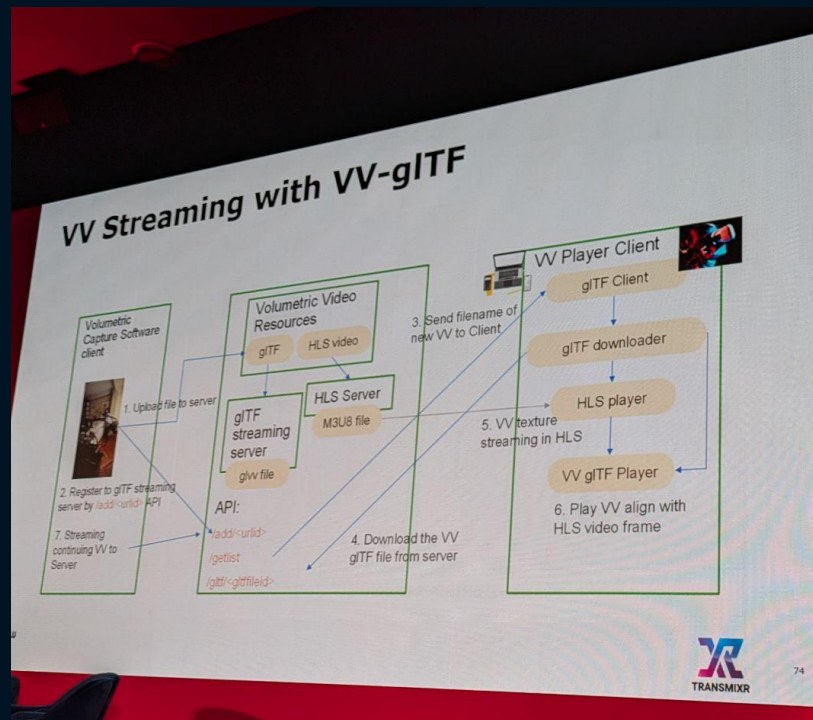 VV Streaming with VV-glTF
Volumetric
Capture Software
client
1. Upload file to server
2. Register to glTF streaming
server by /add/<urlid> API
7. Streaming
continuing VV to
Server
Volumetric Video
Resources
glTF
HLS video
glTF
streaming
server
glvv file
HLS Server
M3U8 file
API:
/add/<urlid>
/getlist
/gltf/<gltffileid>
3. Send filename of
new VV to Client
4. Download the VV
glTF file from server
5. VV texture
streaming in HLS
VV Player Client
glTF Client
glTF downloader
HLS player
VV glTF Player
6. Play VV align with
HLS video frame
TRANSMIXR
74